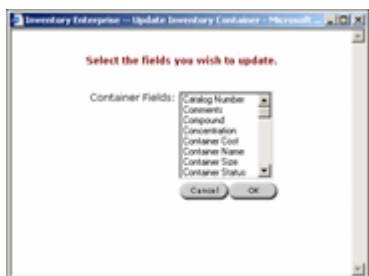 Inventory Enterprise -- Update Inventory Container - Microsoft
Select the fields you wish to update.
Container Fields:
Catalog Number
Comments
Compound
Concentration
Container Cost
Container Name
Container Size
Container Status
Cancel
OK